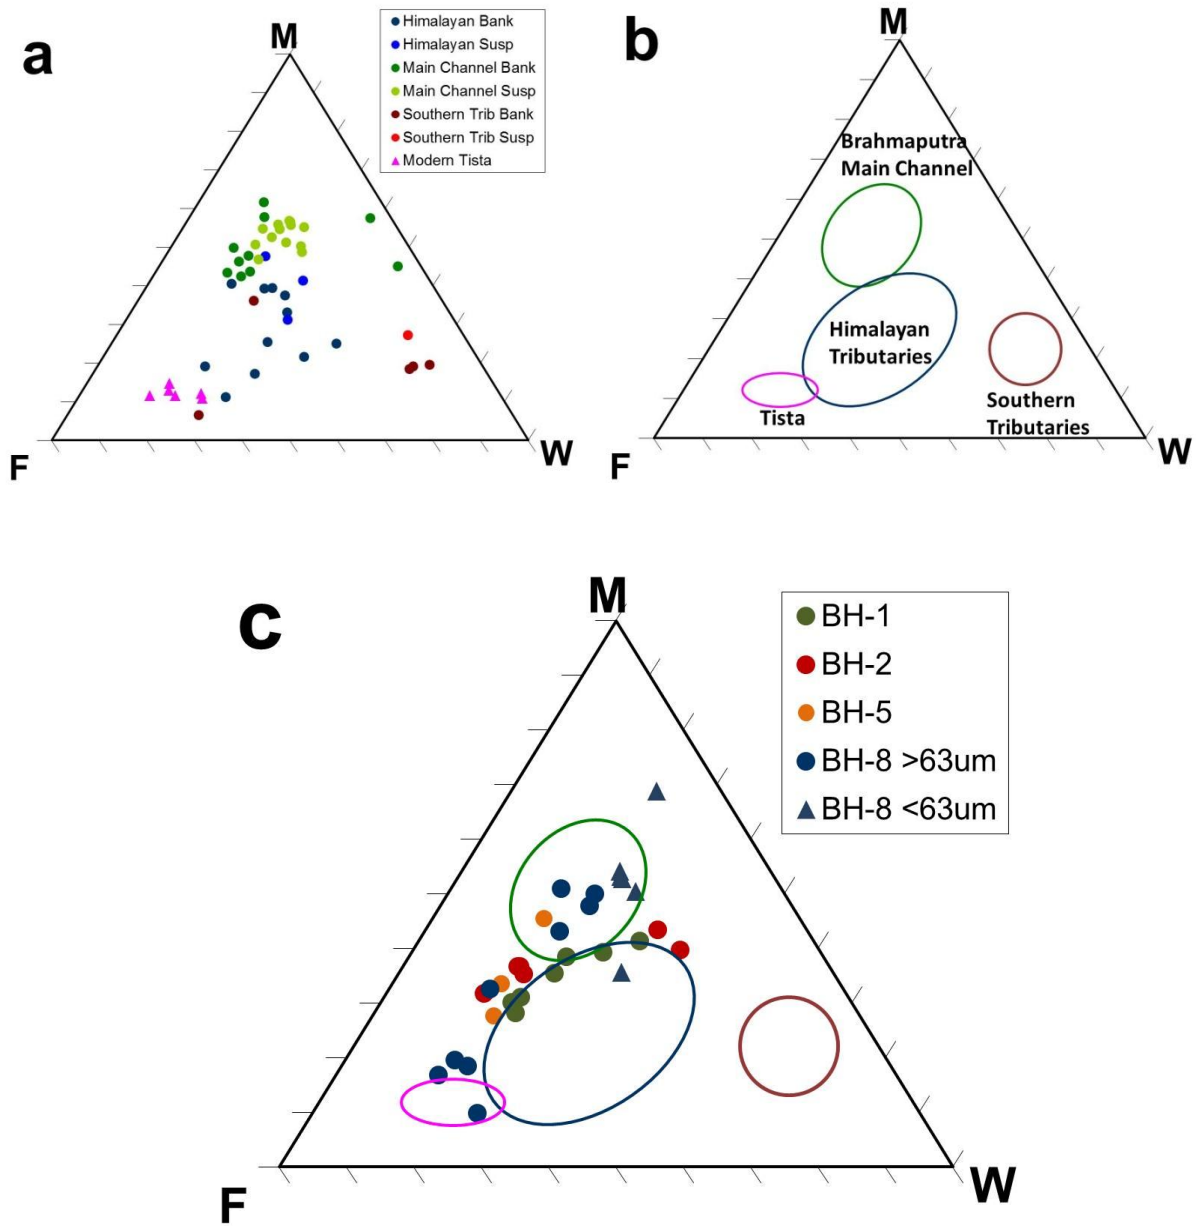 a
M
Himalayan Bank
Himalayan Susp
Main Channel Bank
Main Channel Susp
Southern Trib Bank
Southern Trib Susp
Modern Tista
F
W
b
M
Brahmaputra
Main Channel
Himalayan
Tributaries
Tista
Southern
Tributaries
F
W
c
M
BH-1
BH-2
BH-5
BH-8 >63um
BH-8 <63um
F
W